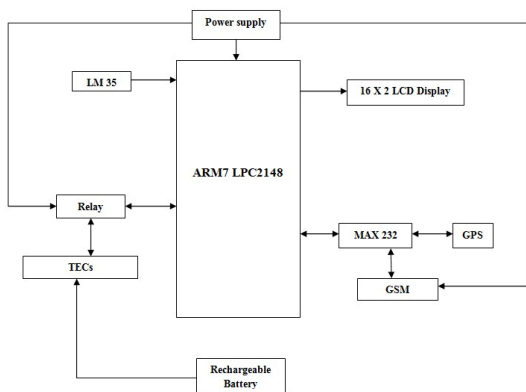 Power supply
LM 35
16 X 2 LCD Display
ARM7 LPC2148
Relay
MAX 232
GPS
TECs
GSM
Rechargeable
Battery